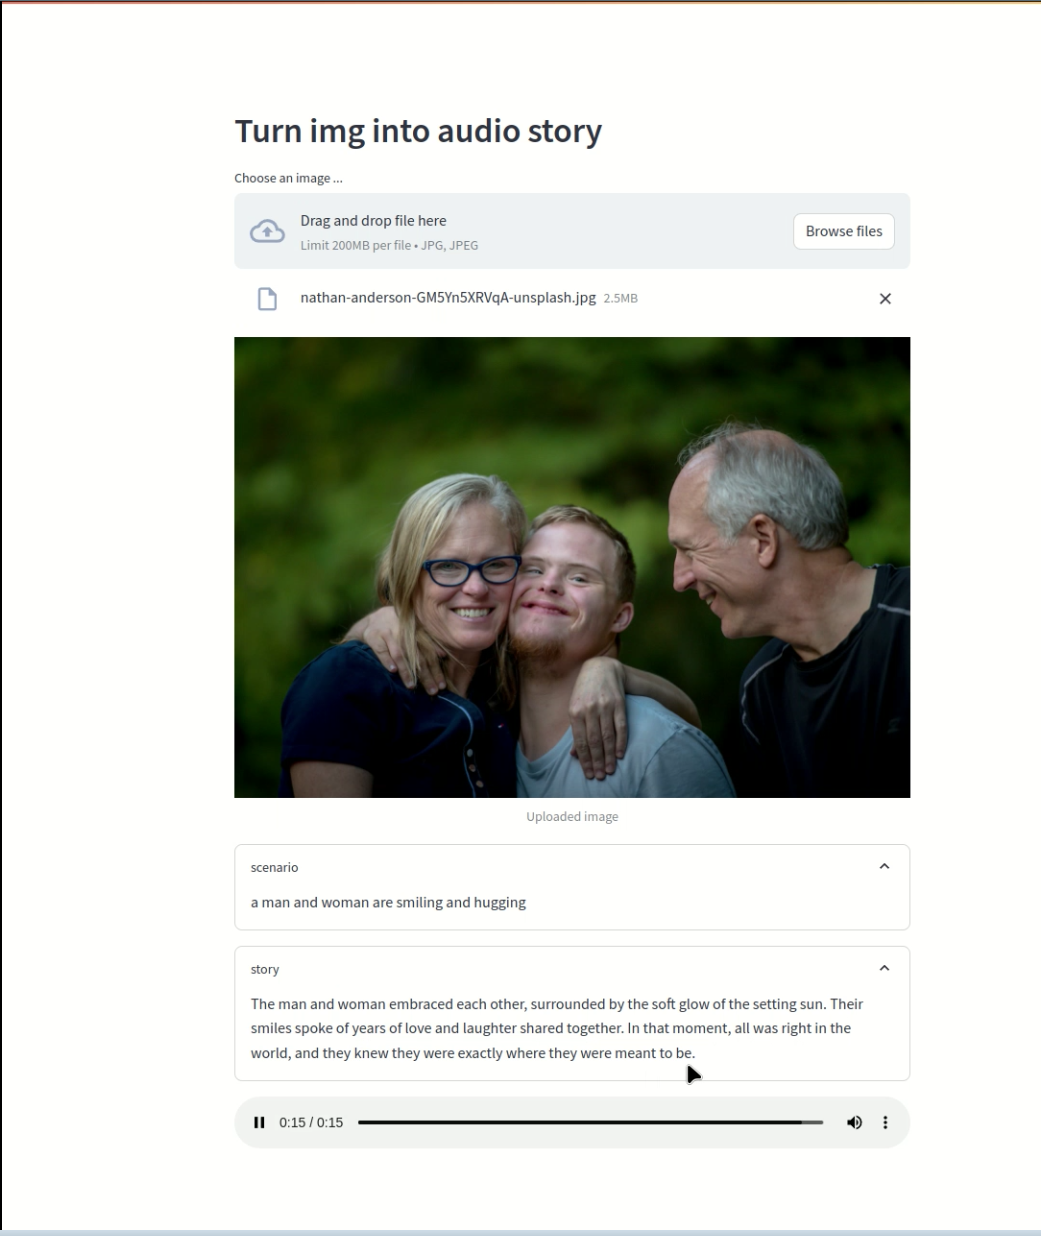 Turn img into audio story
Choose an image ...
Drag and drop file here
Limit 200MB per file • JPG, JPEG
Browse files
nathan-anderson-GM5Yn5XRVqA-unsplash.jpg 2.5MB
Uploaded image
scenario
a man and woman are smiling and hugging
story
The man and woman embraced each other, surrounded by the soft glow of the setting sun. Their
smiles spoke of years of love and laughter shared together. In that moment, all was right in the
world, and they knew they were exactly where they were meant to be.
0:15 / 0:15